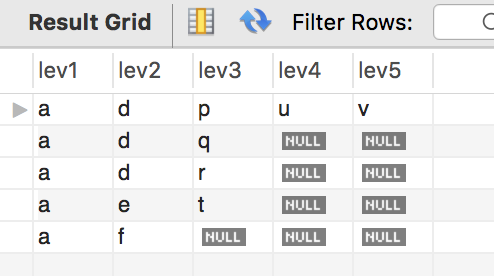 Result Grid Filter Rows:
lev1 lev2 lev3 lev4 lev5
a d p u v
a d q NULL NULL
a d r NULL NULL
a e t NULL NULL
a f NULL NULL NULL